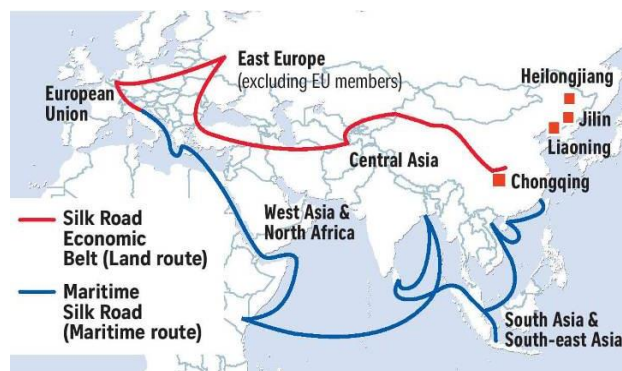 East Europe
(excluding EU members)
Heilongjiang
European
Union
Jilin
Liaoning
Central Asia
Chongqing
West Asia &
North Africa
Silk Road
Economic
Belt (Land route)
Maritime
Silk Road
(Maritime route)
South Asia &
South-east Asia